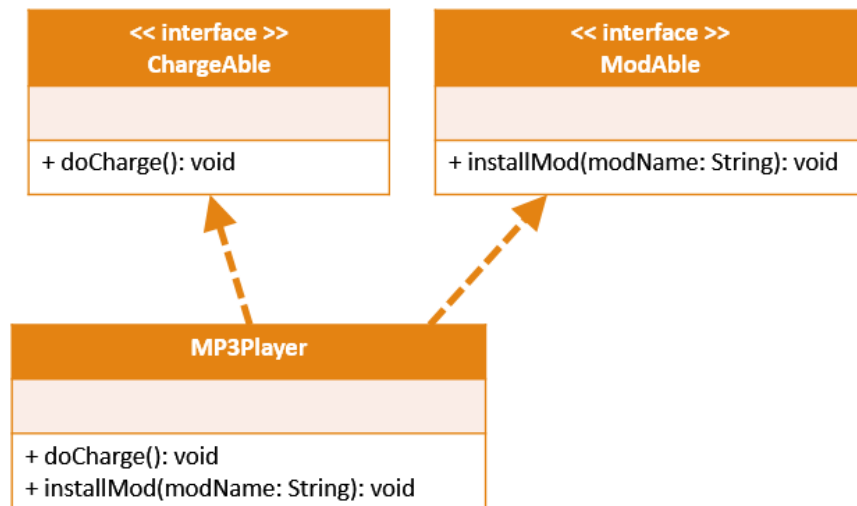 << interface >>
ChargeAble
+ doCharge(): void
<< interface >>
ModAble
+ installMod(modName: String): void
MP3Player
+ doCharge(): void
+ installMod(modName: String): void